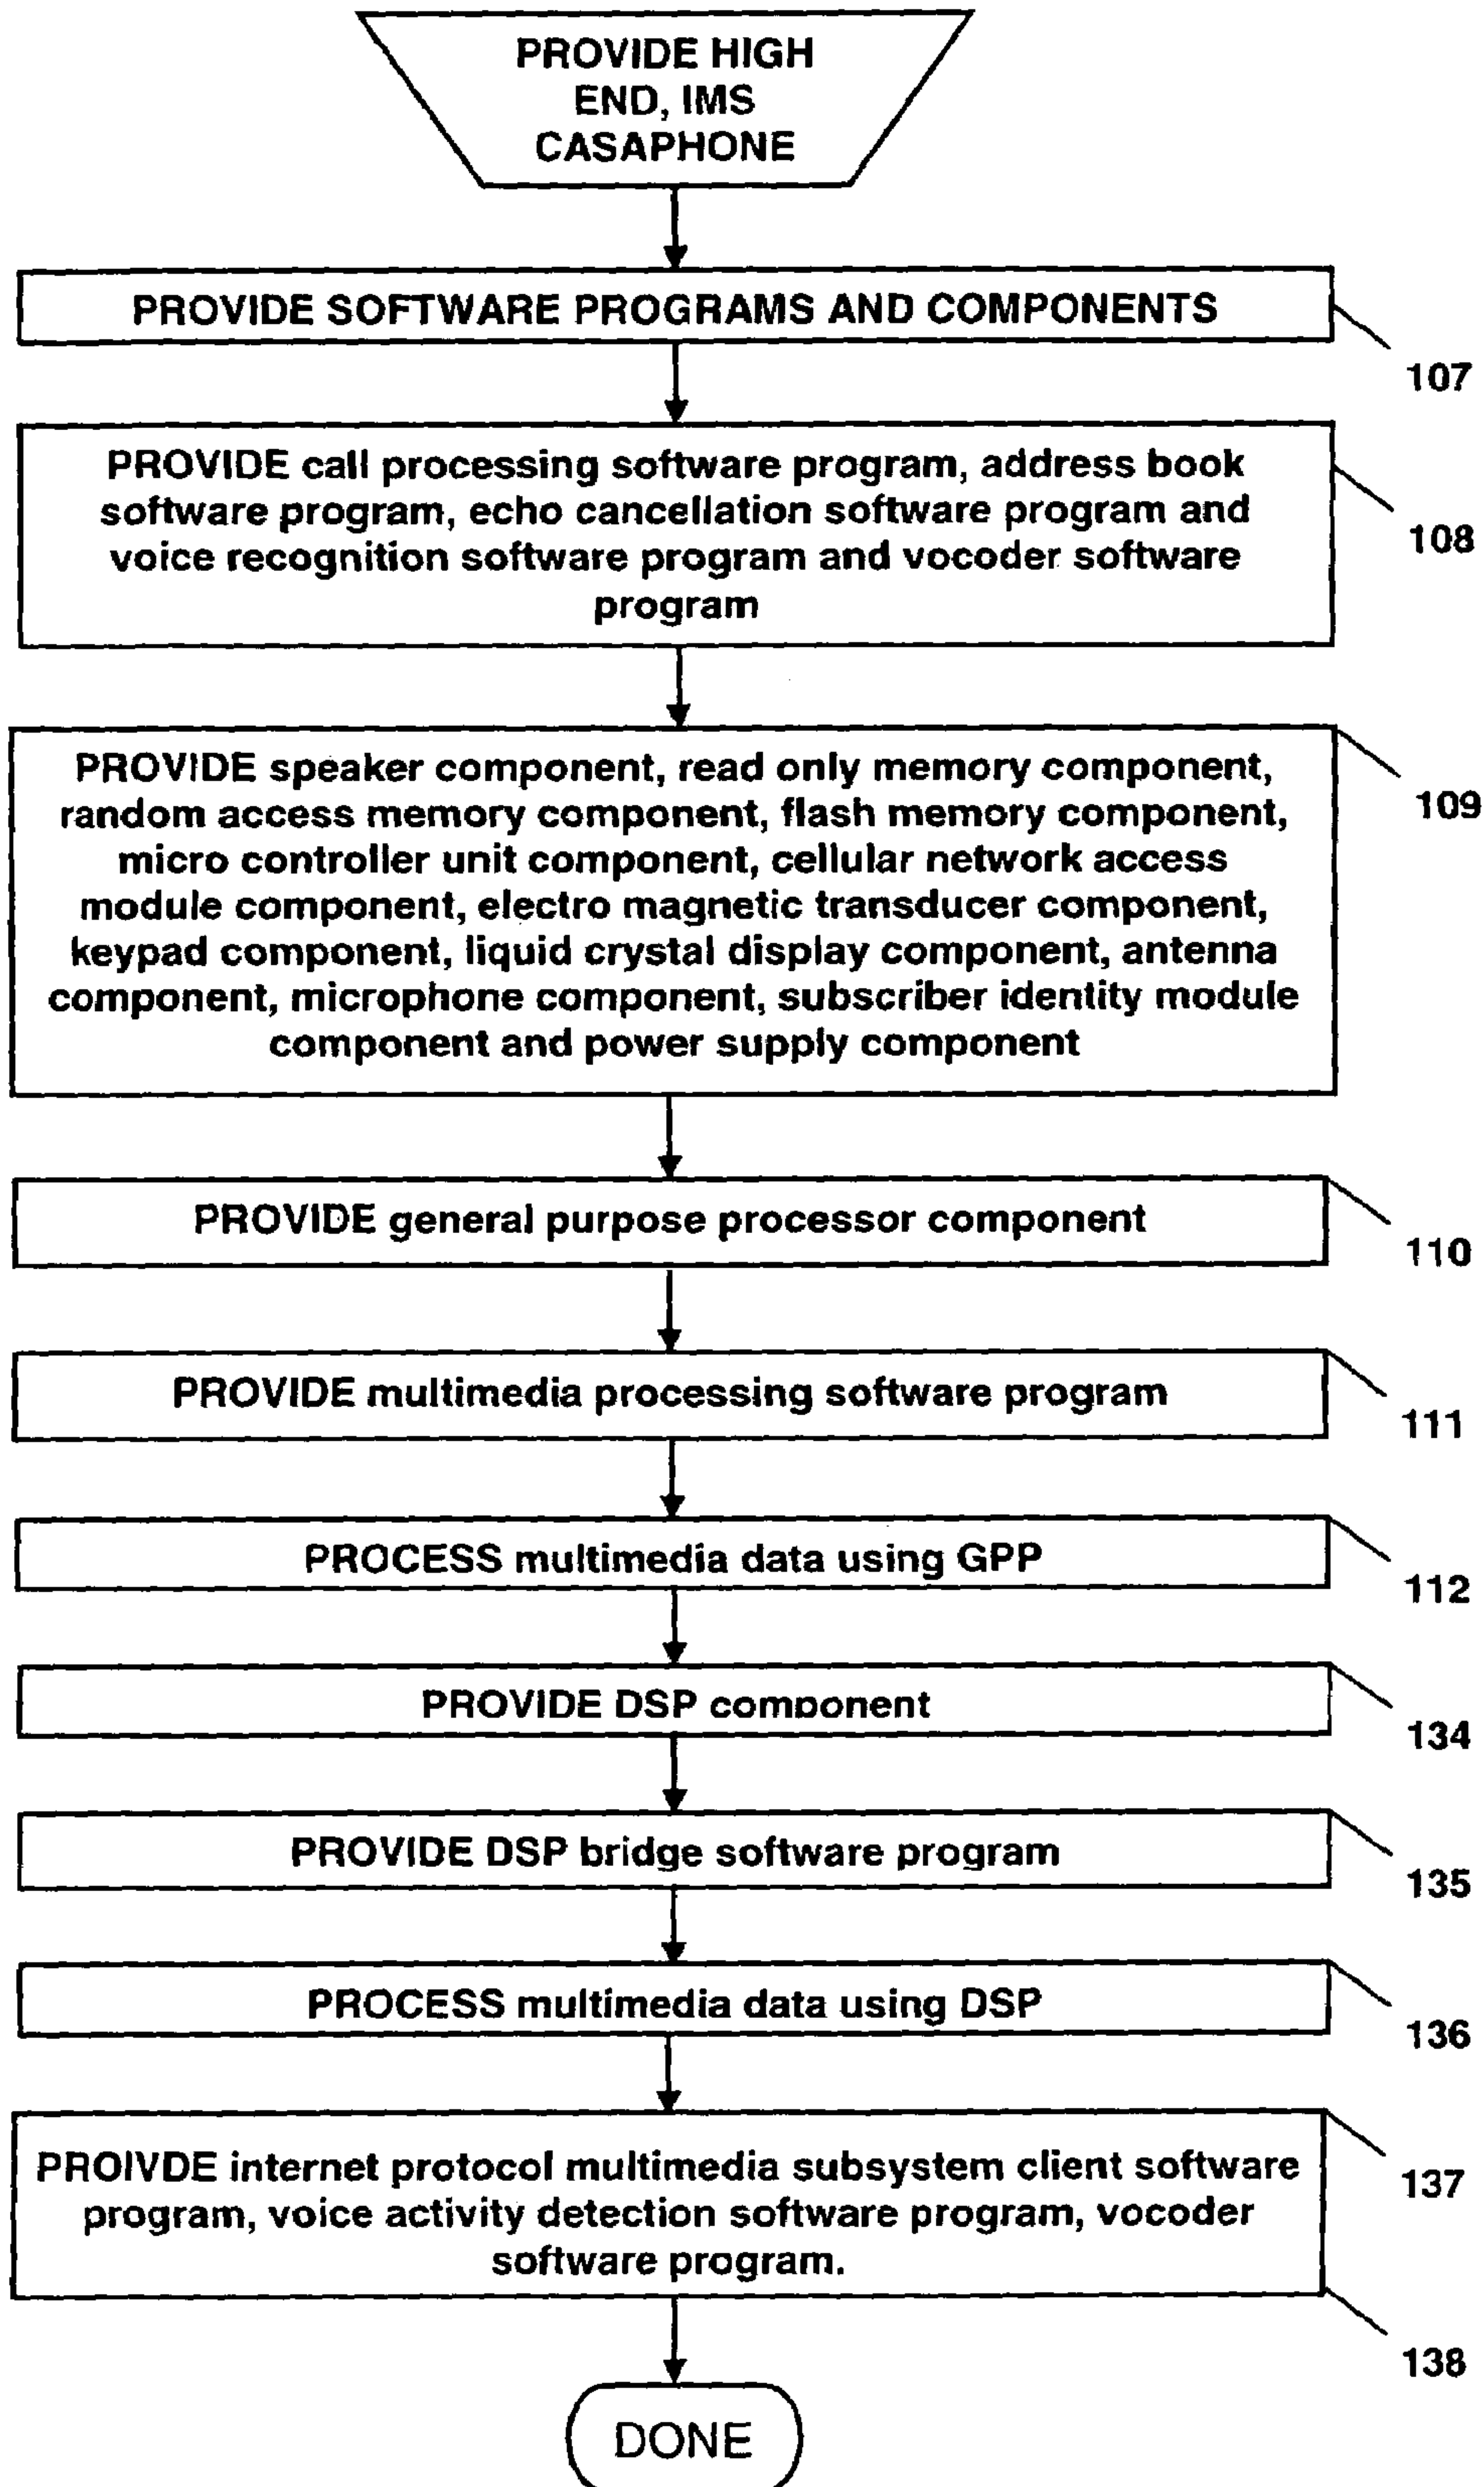 PROVIDE HIGH
END, IMS
CASAPHONE
PROVIDE SOFTWARE PROGRAMS AND COMPONENTS
107
PROVIDE call processing software program, address book
software program, echo cancellation software program and
voice recognition software program and vocoder software
program
108
PROVIDE speaker component, read only memory component,
random access memory component, flash memory component,
micro controller unit component, cellular network access
module component, electro magnetic transducer component,
keypad component, liquid crystal display component, antenna
component, microphone component, subscriber identity module
component and power supply component
109
PROVIDE general purpose processor component
110
PROVIDE multimedia processing software program
111
PROCESS multimedia data using GPP
112
PROVIDE DSP component
134
PROVIDE DSP bridge software program
135
PROCESS multimedia data using DSP
136
PROIVDE internet protocol multimedia subsystem client software
program, voice activity detection software program, vocoder
software program.
137
138
DONE